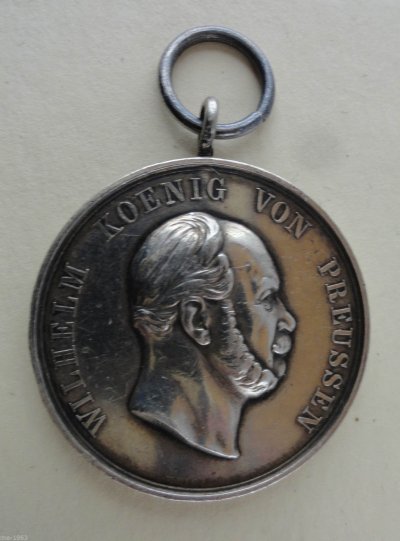 WILHELM KOENIG VON PREUSSEN